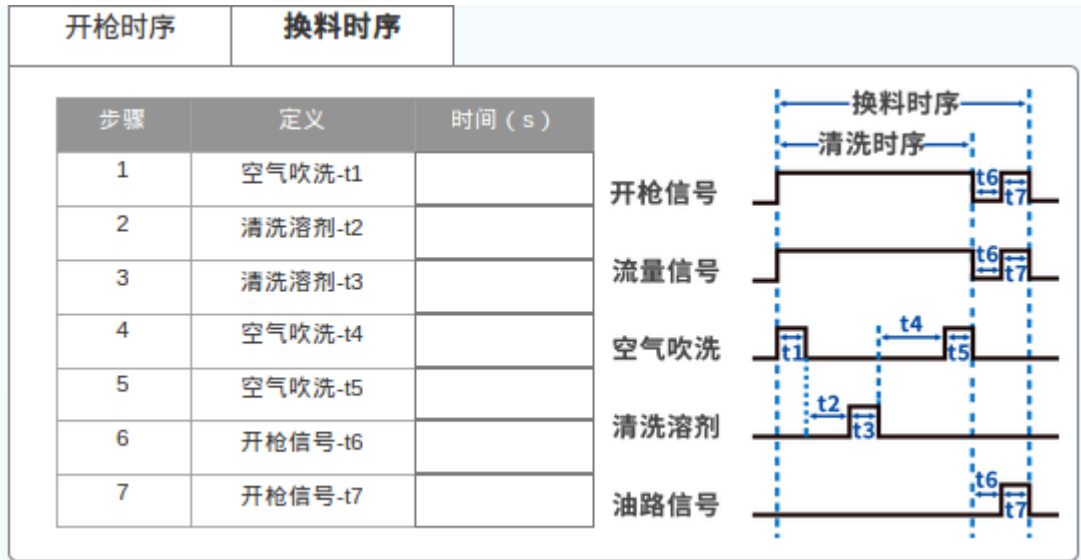 开枪时序 换料时序
步骤 定义 时间（s）
1 空气吹洗-t1
2 清洗溶剂-t2
3 清洗溶剂-t3
4 空气吹洗-t4
5 空气吹洗-t5
6 开枪信号-t6
7 开枪信号-t7
换料时序
清洗时序
开枪信号 t6 t7
流量信号 t6 t7
空气吹洗 t1 t4 t5
清洗溶剂 t2 t3
油路信号 t6 t7